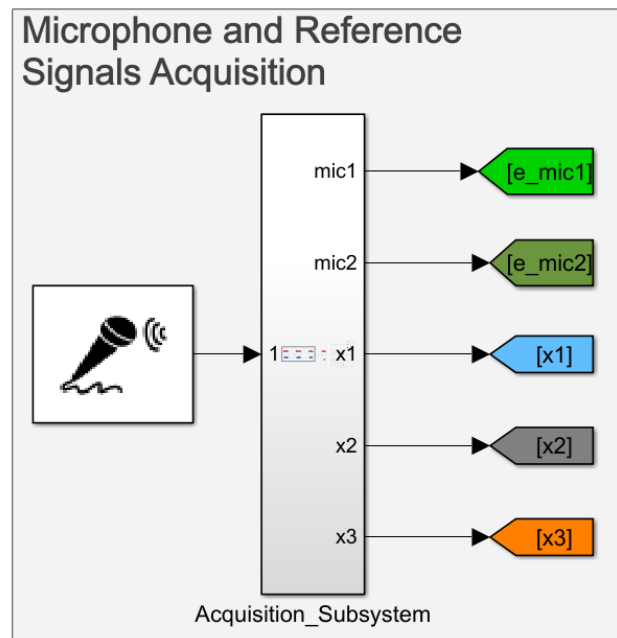 Microphone and Reference
Signals Acquisition
mic1
[e_mic1]
mic2
[e_mic2]
1
x1
[x1]
x2
[x2]
x3
[x3]
Acquisition_Subsystem